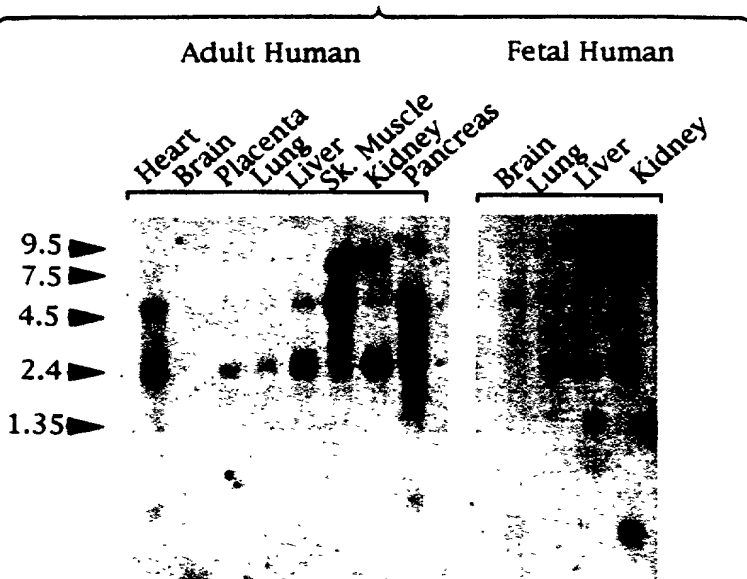 Adult Human Fetal Human
Heart Brain Placenta Lung Liver Sk. Muscle Kidney Pancreas Brain Lung Liver Kidney
9.5
7.5
4.5
2.4
1.35